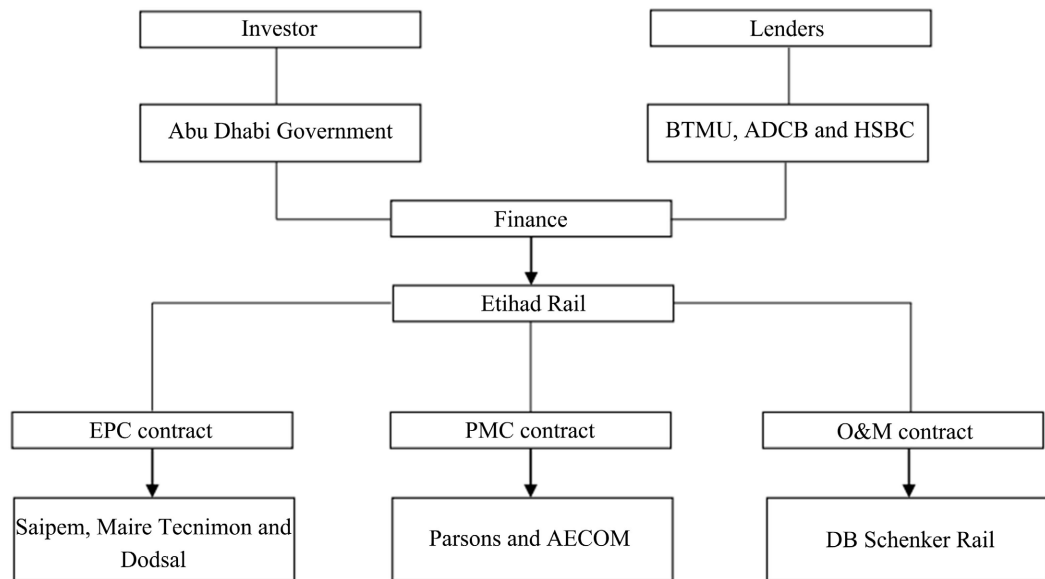 Investor
Lenders
Abu Dhabi Government
BTMU, ADCB and HSBC
Finance
Etihad Rail
EPC contract
PMC contract
O&M contract
Saipem, Maire Tecnimon and
Dodsal
Parsons and AECOM
DB Schenker Rail